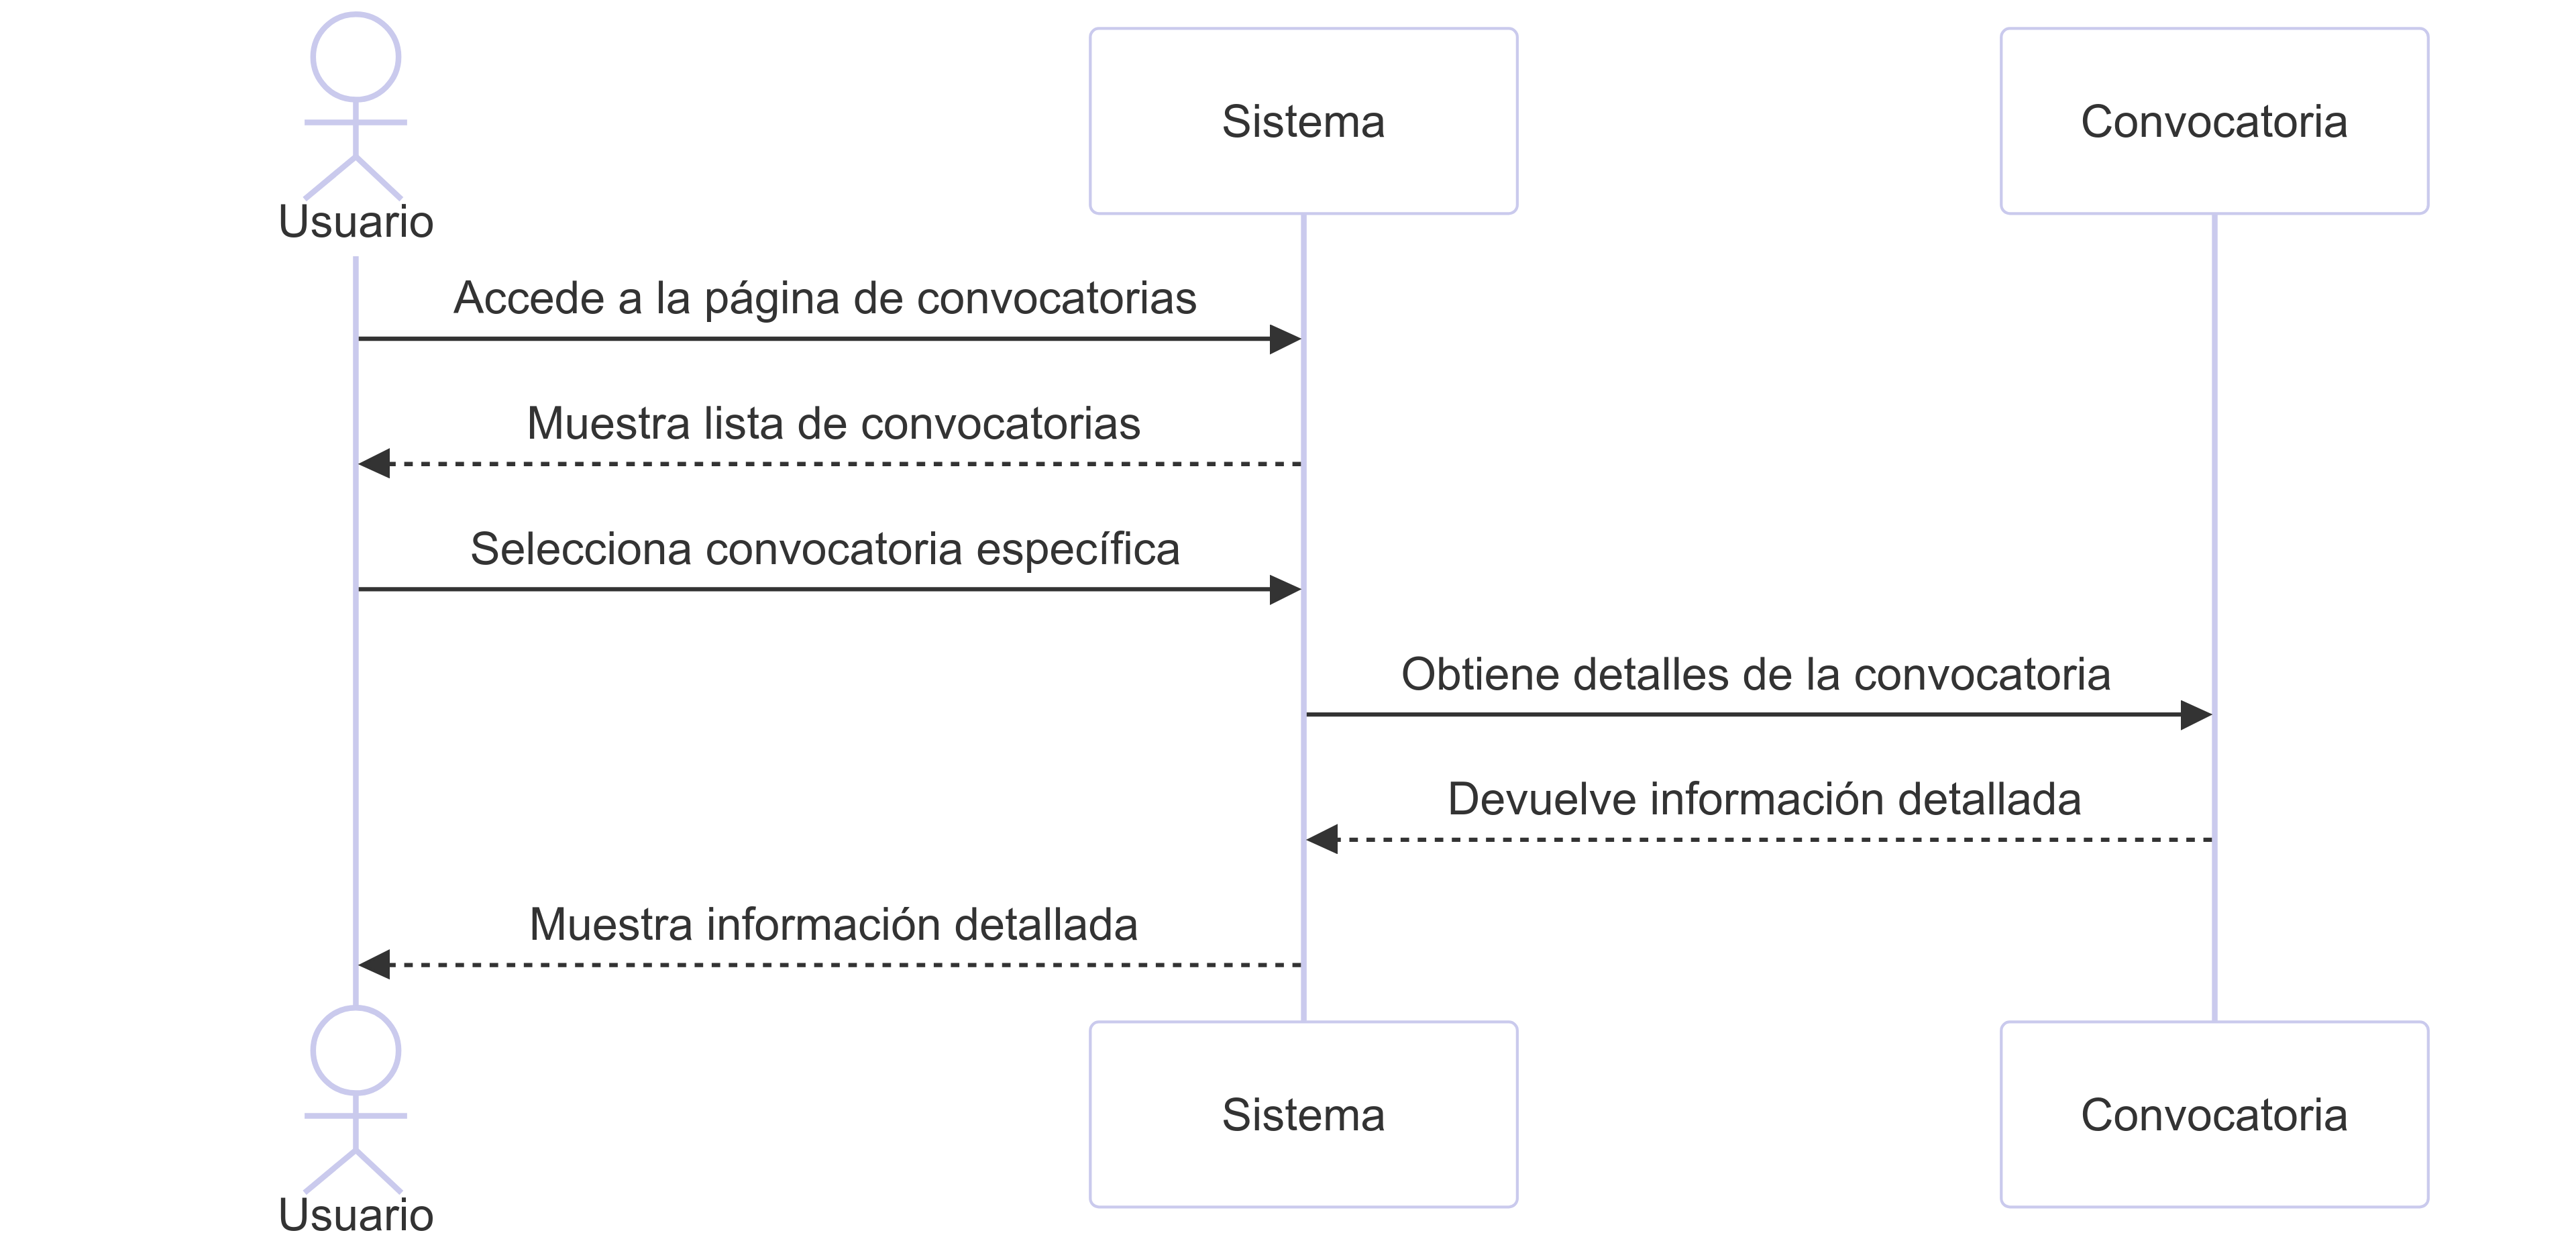 Usuario
Sistema
Convocatoria
Accede a la página de convocatorias
Muestra lista de convocatorias
Selecciona convocatoria específica
Obtiene detalles de la convocatoria
Devuelve información detallada
Muestra información detallada
Usuario
Sistema
Convocatoria